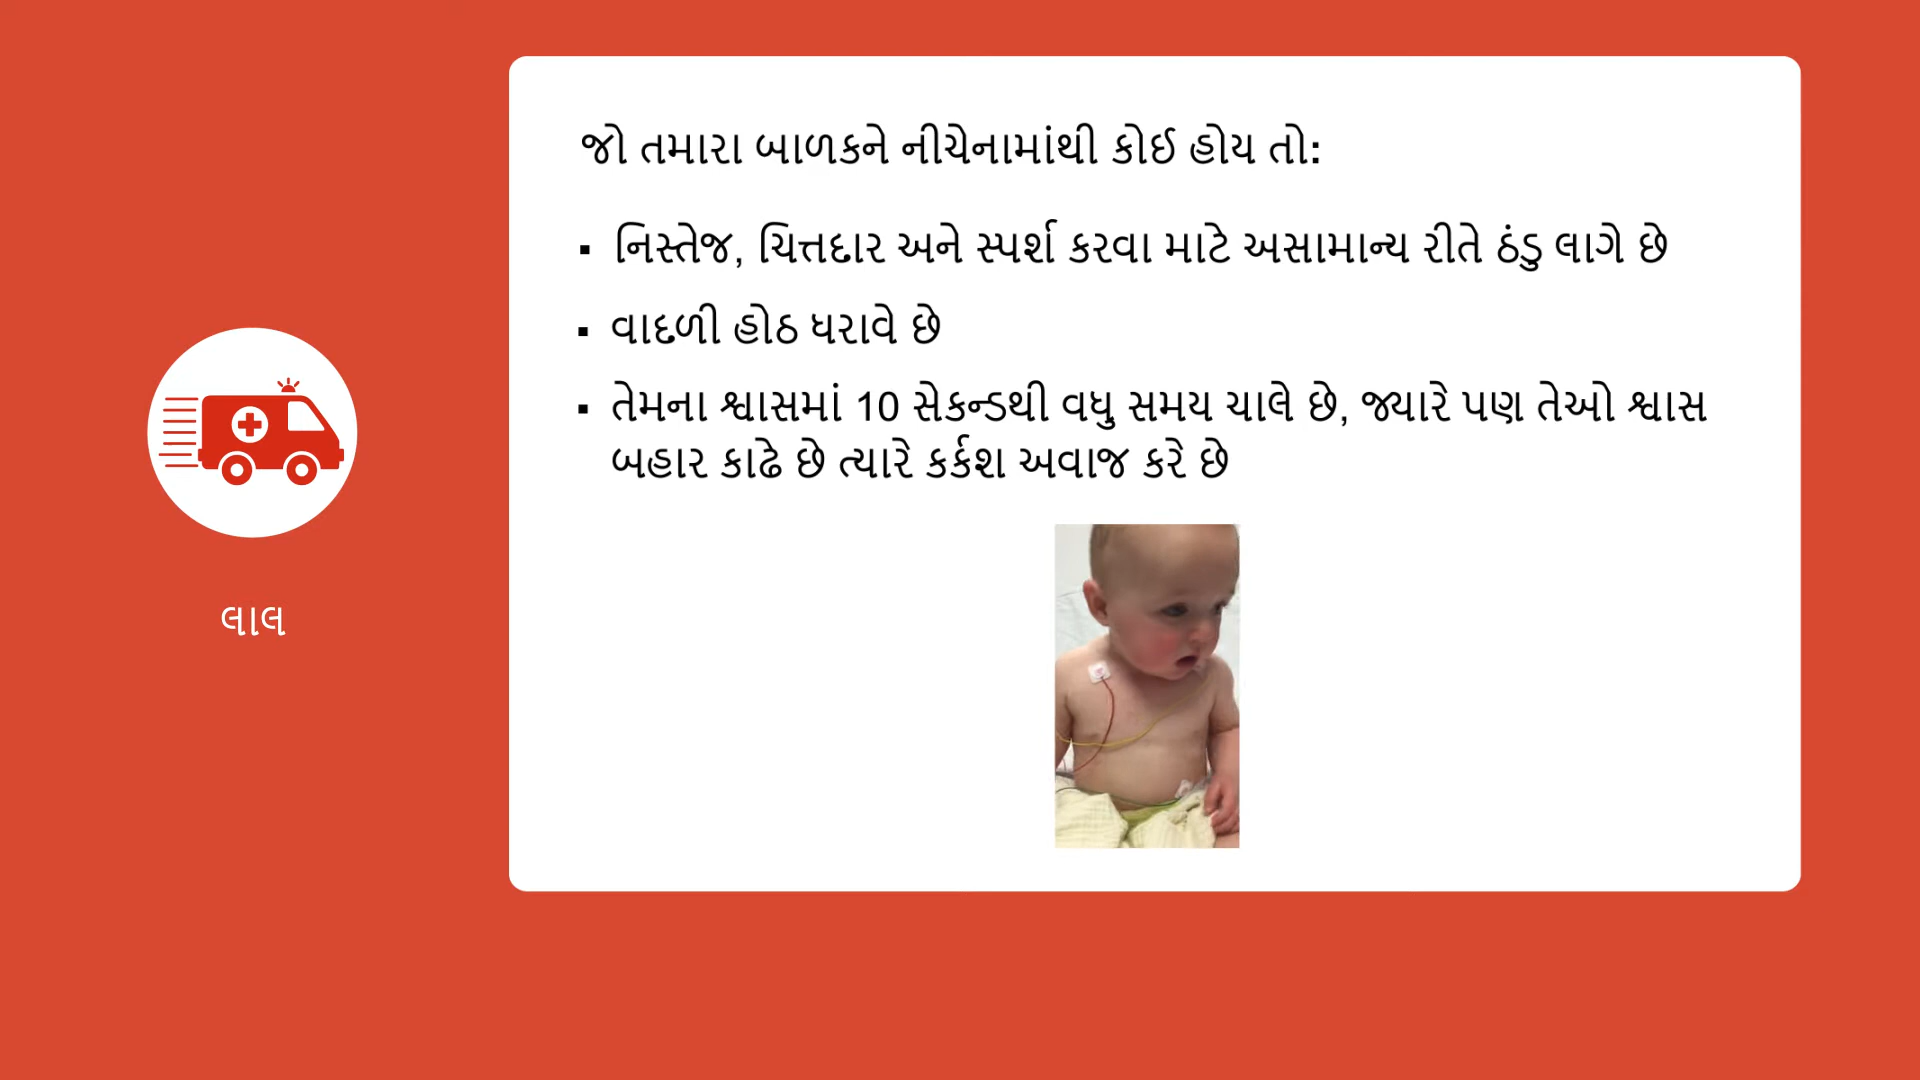 જો તમારા બાળકને નીચેનામાંથી કોઈ હોય તો:
▪ નિસ્તેજ, ચિત્તદાર અને સ્પર્શ કરવા માટે અસામાન્ય રીતે ઠંડુ લાગે છે
▪ વાદળી હોઠ ધરાવે છે
▪ તેમના શ્વાસમાં 10 સેકન્ડથી વધુ સમય ચાલે છે, જ્યારે પણ તેઓ શ્વાસ
બહાર કાઢે છે ત્યારે કર્કશ અવાજ કરે છે
લાલ